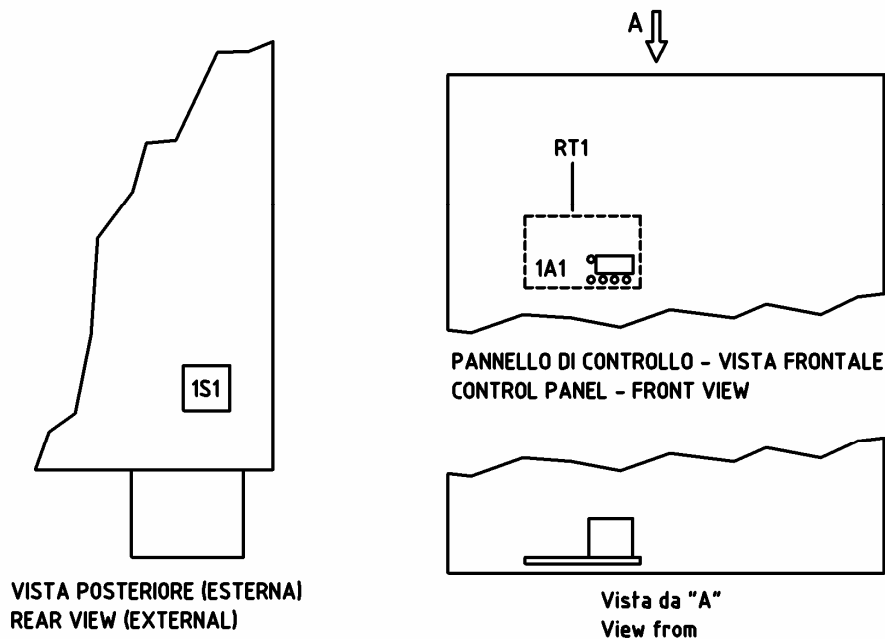 A
RT1
1A1
PANNELLO DI CONTROLLO - VISTA FRONTALE
CONTROL PANEL - FRONT VIEW
1S1
VISTA POSTERIORE (ESTERNA)
REAR VIEW (EXTERNAL)
Vista da "A"
View from